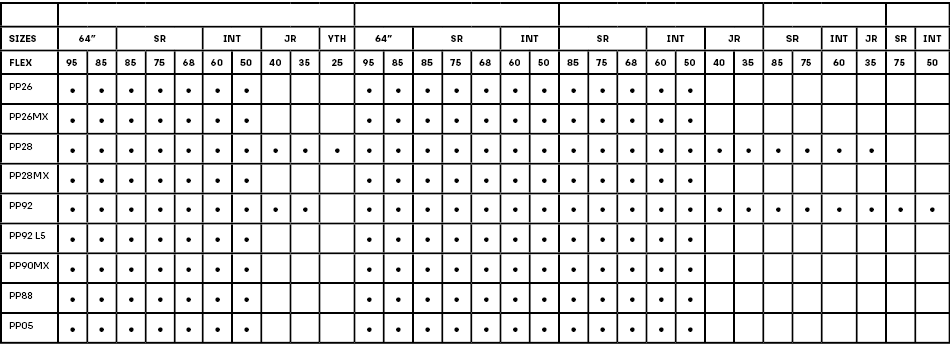 SIZES 64” SR INT JR YTH 64” SR INT SR INT JR SR INT JR SR INT
FLEX 95 85 85 75 68 60 50 40 35 25 95 85 85 75 68 60 50 85 75 68 60 50 40 35 85 75 60 35 75 50
PP26 • • • • • • • • • • • • • • • • • • •
PP26MX • • • • • • • • • • • • • • • • • • •
PP28 • • • • • • • • • • • • • • • • • • • • • • • • • • • •
PP28MX • • • • • • • • • • • • • • • • • • •
PP92 • • • • • • • • • • • • • • • • • • • • • • • • • • • • •
PP92 L5 • • • • • • • • • • • • • • • • • • •
PP90MX • • • • • • • • • • • • • • • • • • •
PP88 • • • • • • • • • • • • • • • • • • •
PP05 • • • • • • • • • • • • • • • • • • •